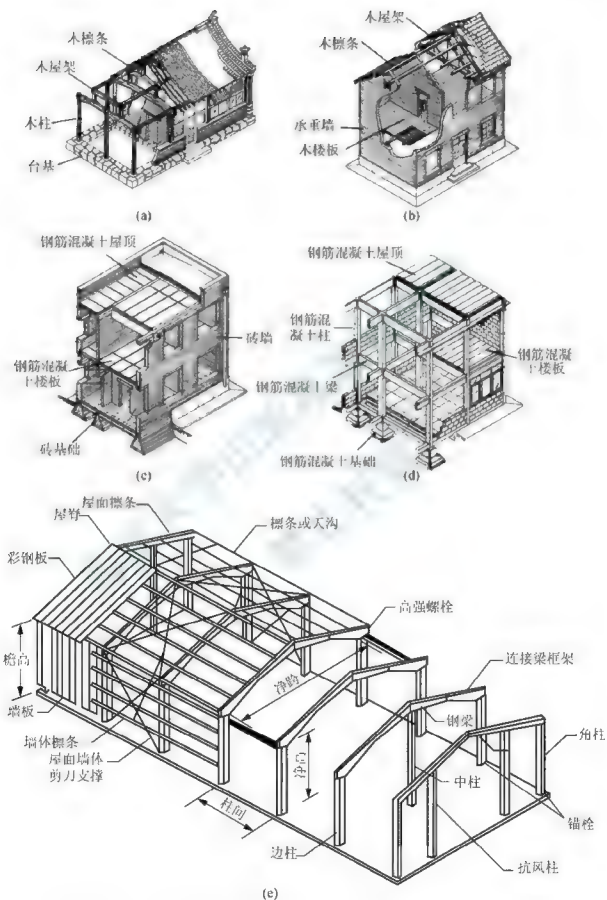 木檩条
木屋架
木柱
台基
(a)
木屋架
木檩条
承重墙
木楼板
(b)
钢筋混凝土屋顶
砖墙
钢筋混凝
土楼板
砖基础
(c)
钢筋混凝土屋顶
钢筋混
凝土柱
钢筋混凝土梁
钢筋混凝
土楼板
钢筋混凝土基础
(d)
屋面檩条
屋脊
檩条或天沟
彩钢板
高强螺栓
檐高
连接梁框架
净跨
墙板
钢梁
角柱
墙体檩条
屋面墙体
剪刀支撑
净高
中柱
柱间
锚栓
边柱
抗风柱
(e)